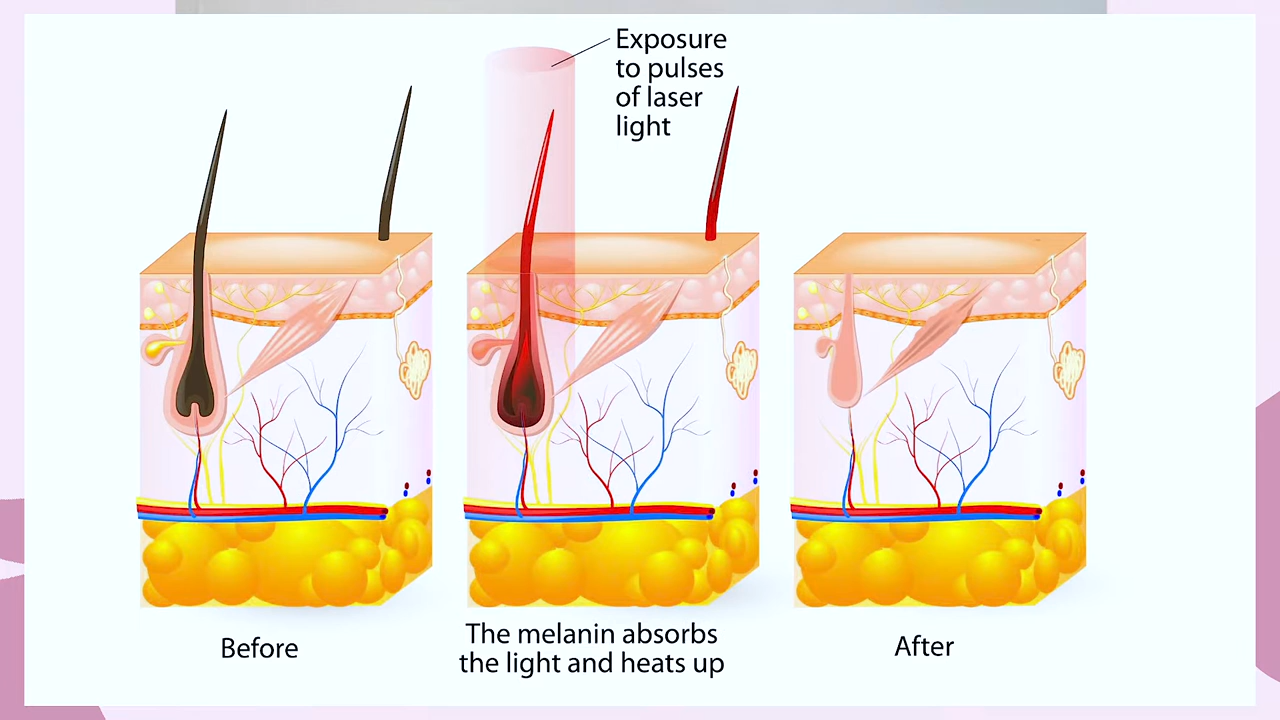 Exposure
to pulses
of laser
light
Before
The melanin absorbs
the light and heats up
After